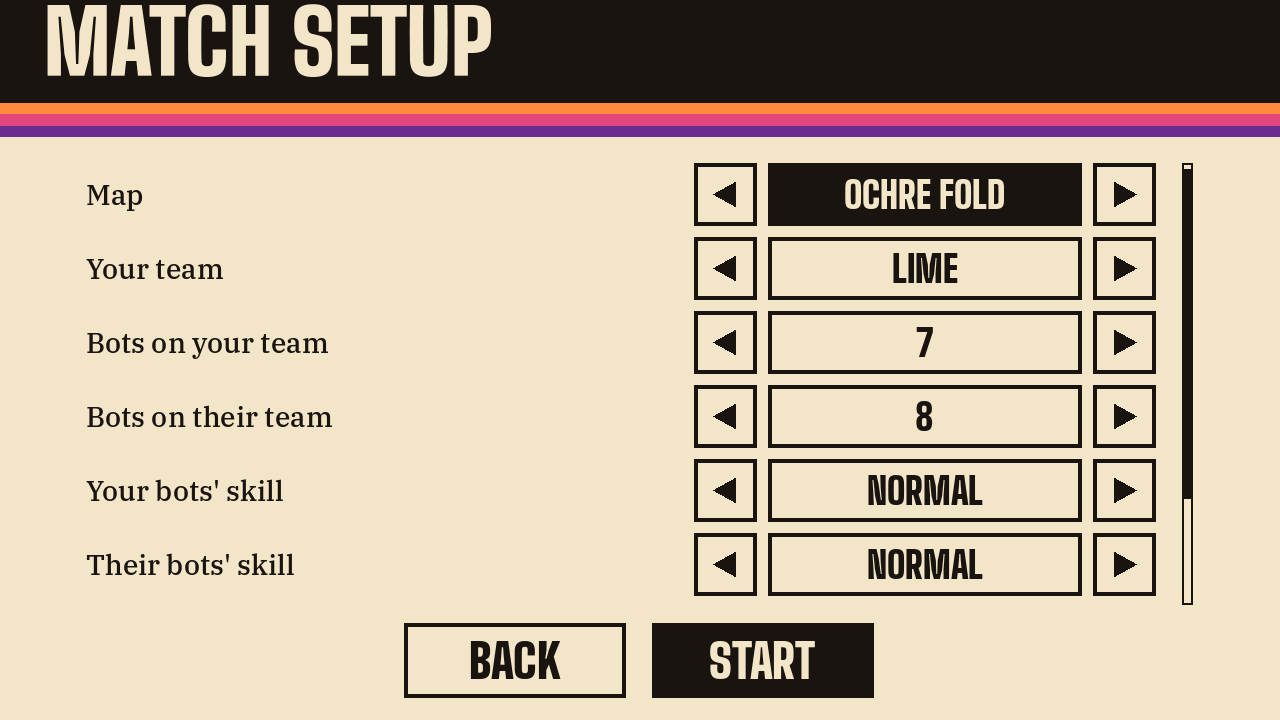 MATCH SETUP
Map
OCHRE FOLD
Your team
LIME
Bots on your team
7
Bots on their team
8
Your bots' skill
NORMAL
Their bots' skill
NORMAL
BACK
START